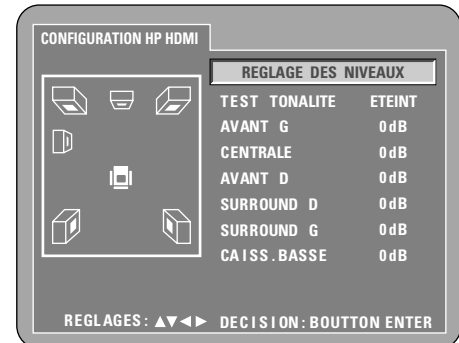 CONFIGURATION HP HDMI
REGLAGE DES NIVEAUX
TEST TONALITE ETEINT
AVANT G 0dB
CENTRALE 0dB
AVANT D 0dB
SURROUND D 0dB
SURROUND G 0dB
CAISS.BASSE 0dB
REGLAGES: ▲▼◄► DECISION:BOUTTON ENTER